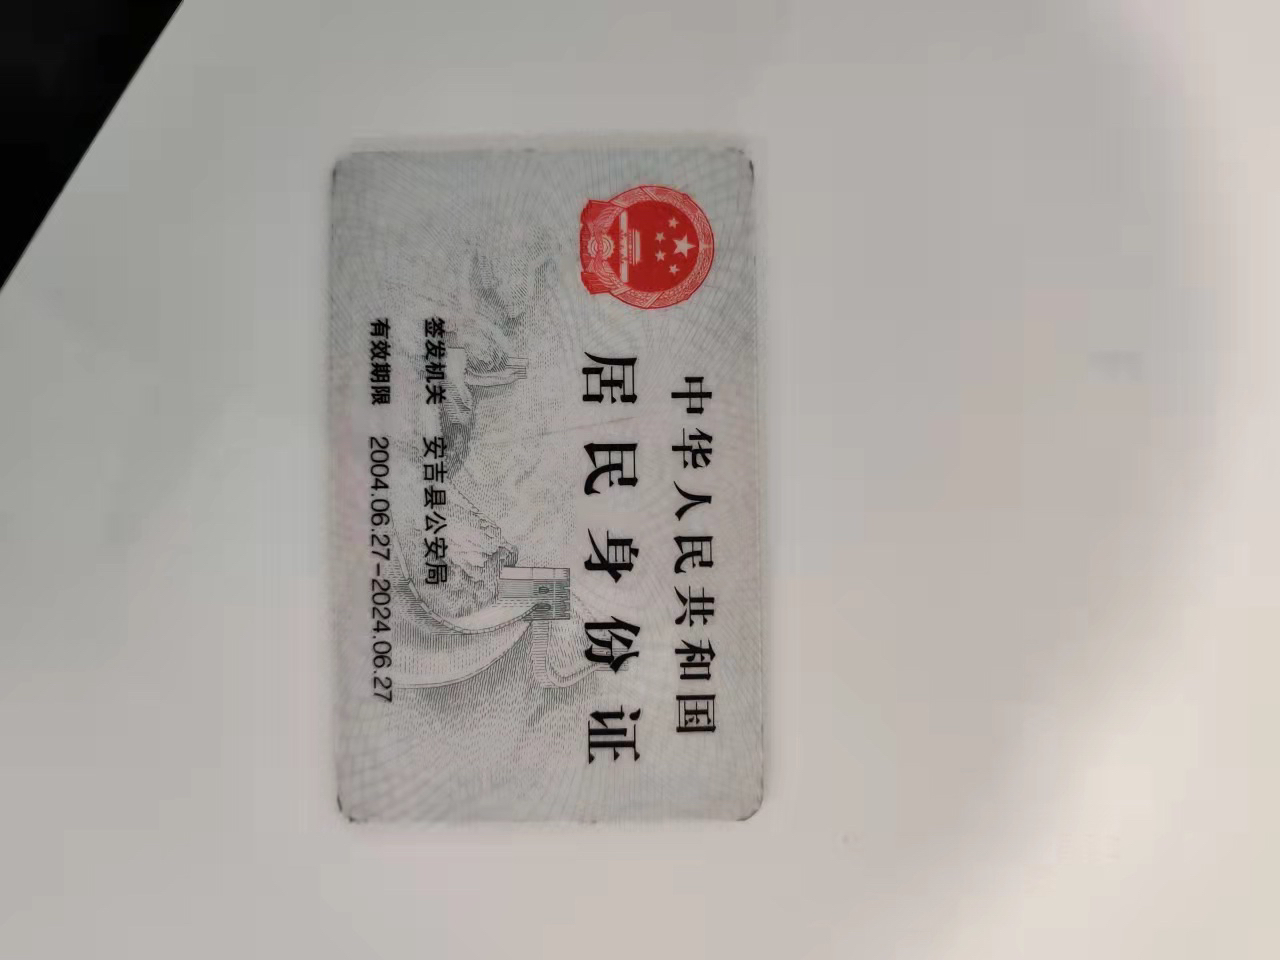 中华人民共和国
居民身份证
签发机关 安吉县公安局
有效期限 2004.06.27-2024.06.27